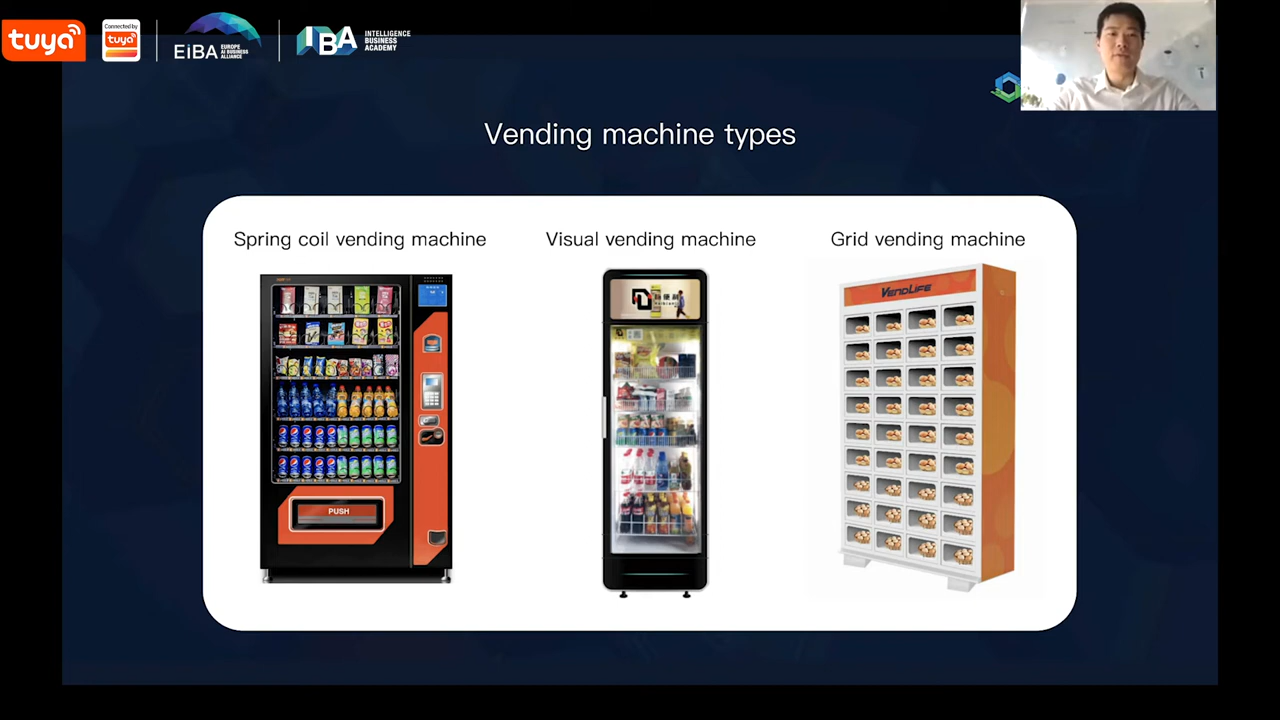 tuya
Connected by
tuya
EiBA
EUROPE
AI BUSINESS
ALLIANCE
IBA
INTELLIGENCE
BUSINESS
ACADEMY
Vending machine types
Spring coil vending machine
Visual vending machine
Grid vending machine
VENDLIFE
PUSH